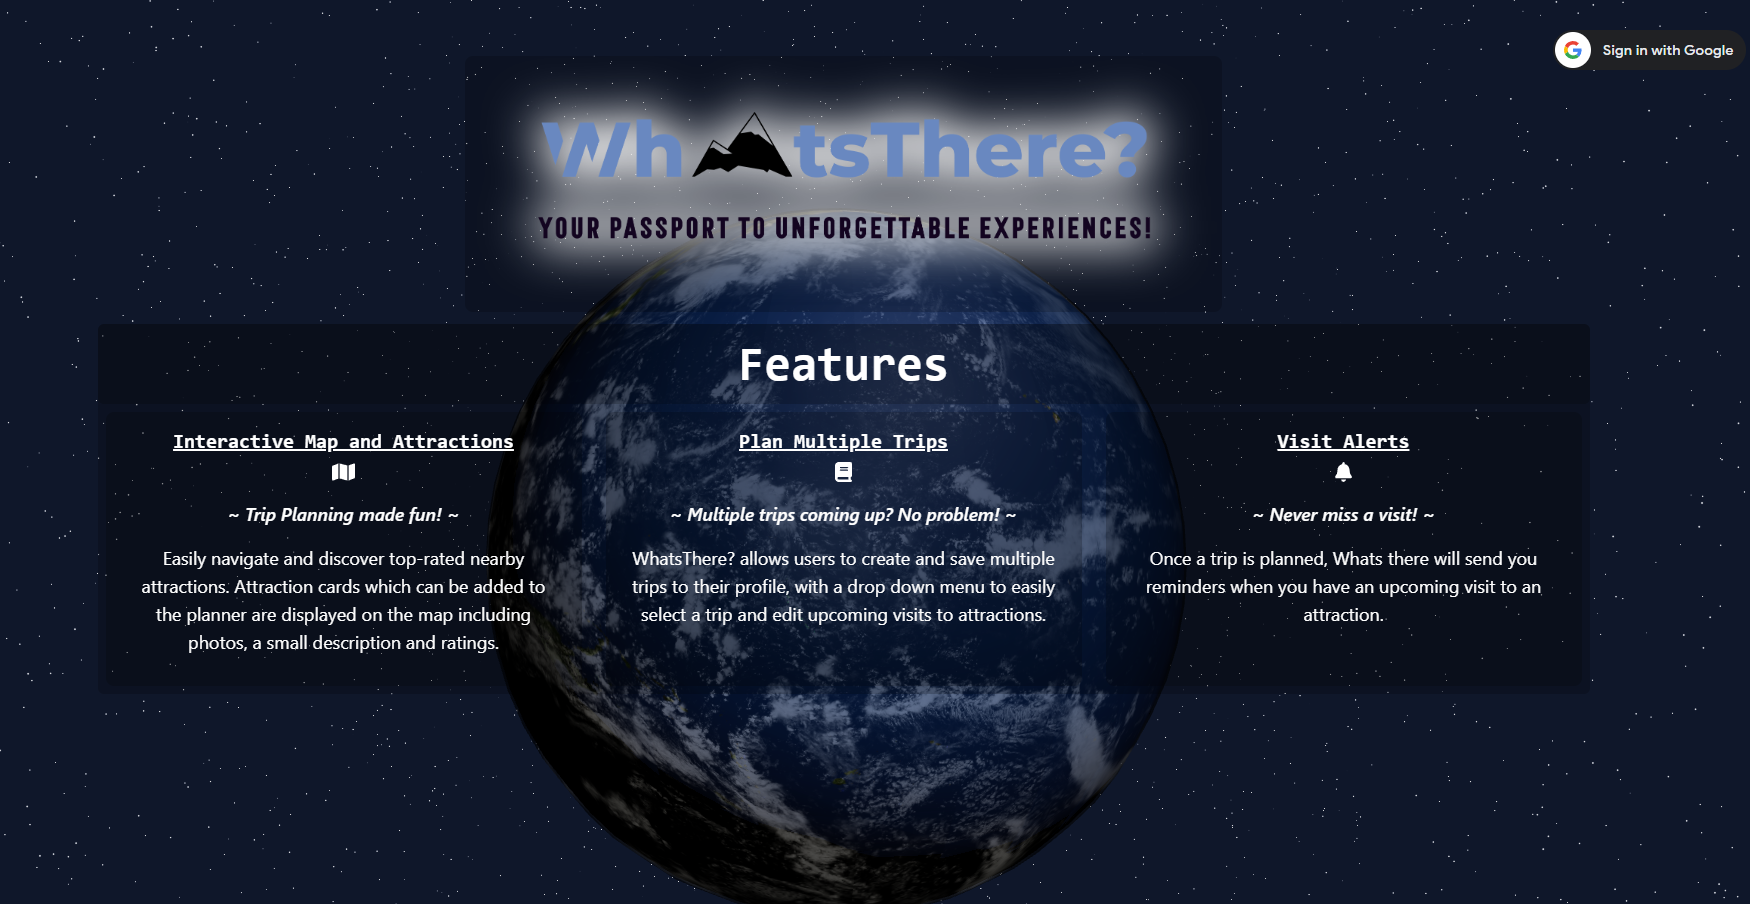 Sign in with Google
WhatsThere?
YOUR PASSPORT TO UNFORGETTABLE EXPERIENCES!
Features
Interactive Map and Attractions
~ Trip Planning made fun! ~
Easily navigate and discover top-rated nearby
attractions. Attraction cards which can be added to
the planner are displayed on the map including
photos, a small description and ratings.
Plan Multiple Trips
~ Multiple trips coming up? No problem! ~
WhatsThere? allows users to create and save multiple
trips to their profile, with a drop down menu to easily
select a trip and edit upcoming visits to attractions.
Visit Alerts
~ Never miss a visit! ~
Once a trip is planned, Whats there will send you
reminders when you have an upcoming visit to an
attraction.